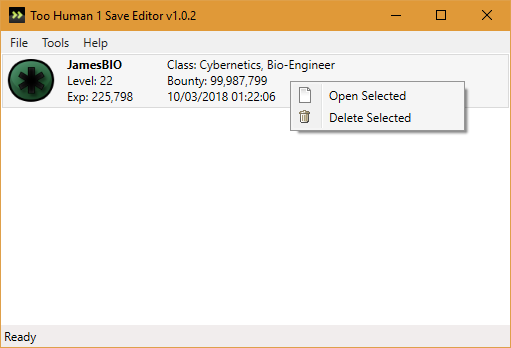 Too Human 1 Save Editor v1.0.2
File Tools Help
JamesBIO Class: Cybernetics, Bio-Engineer
Level: 22 Bounty: 99,987,799
Exp: 225,798 10/03/2018 01:22:06
Open Selected
Delete Selected
Ready